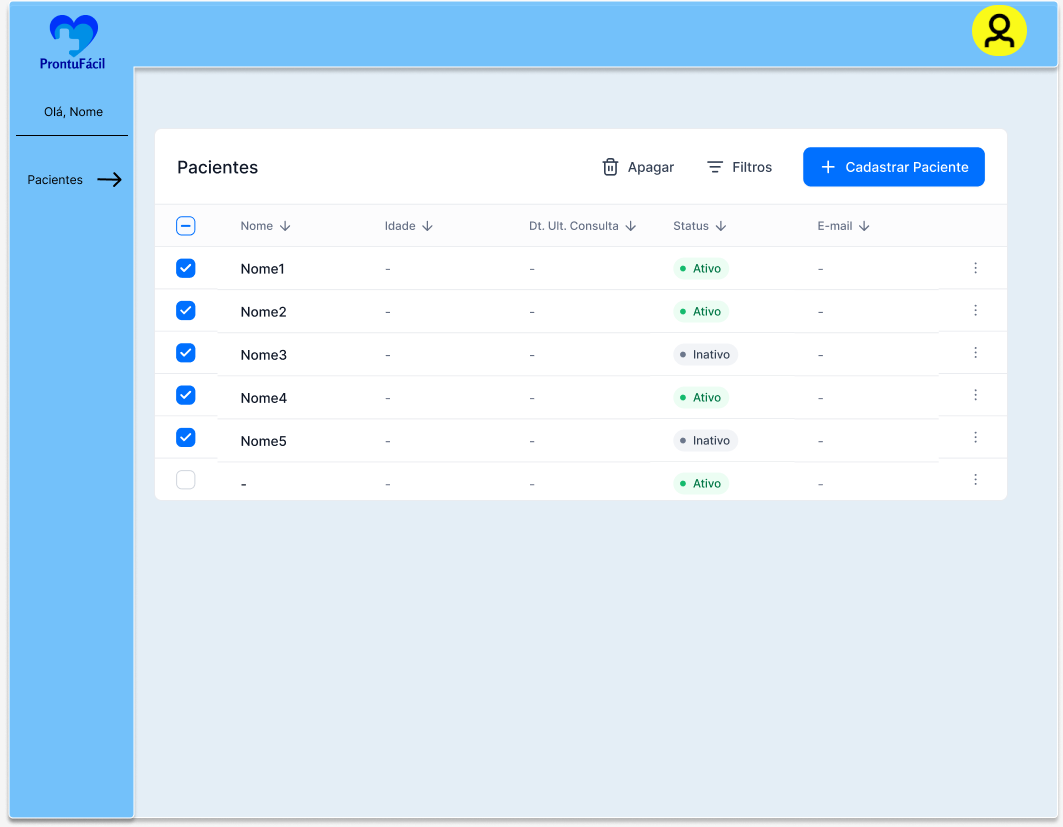 ProntuFácil
Olá, Nome
Pacientes
Pacientes Apagar Filtros Cadastrar Paciente
Nome Idade Dt. Ult. Consulta Status E-mail
Nome1 - - Ativo -
Nome2 - - Ativo -
Nome3 - - Inativo -
Nome4 - - Ativo -
Nome5 - - Inativo -
- - - Ativo -